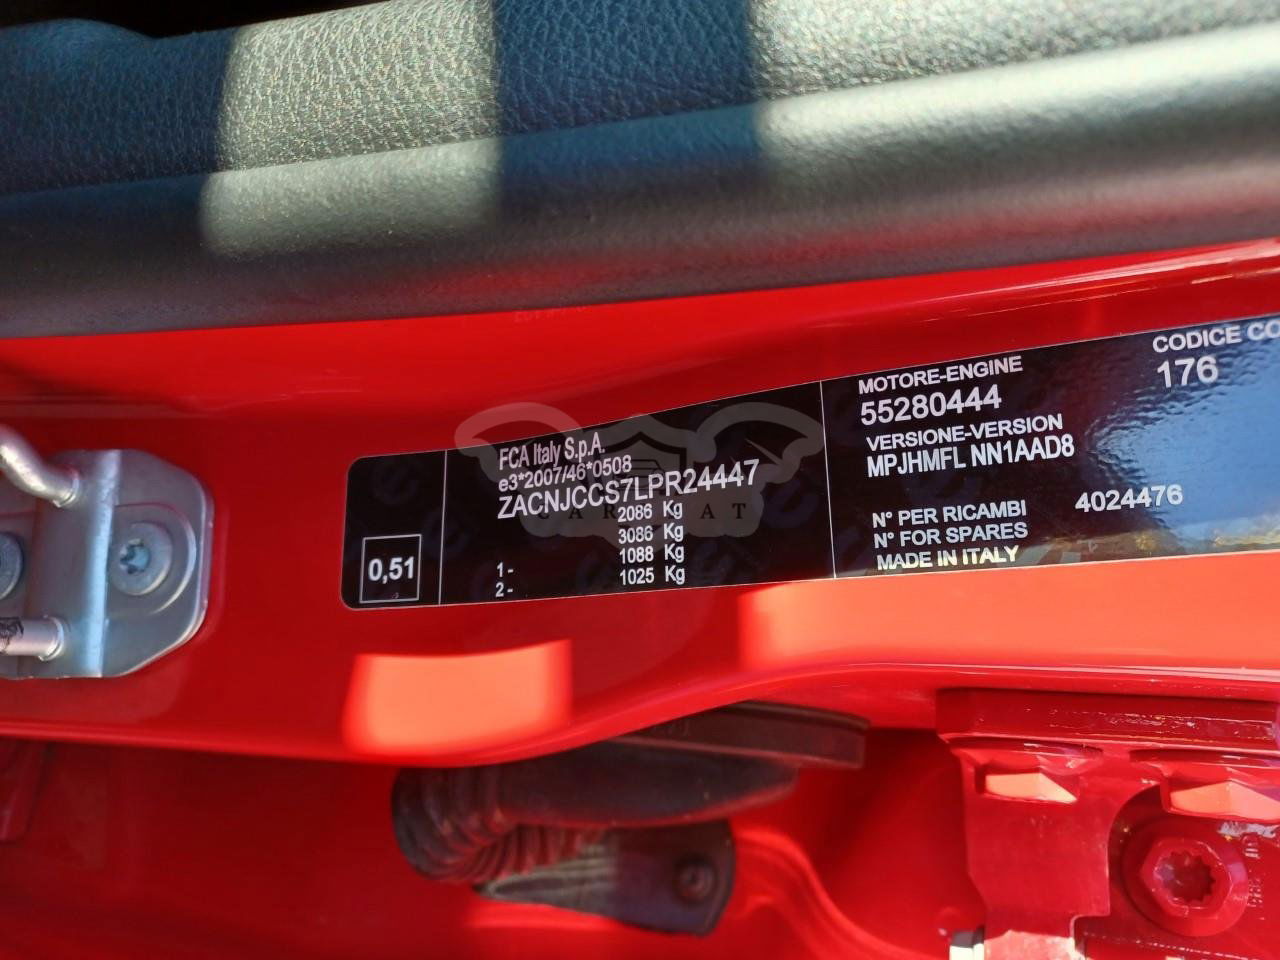 0,51
FCA Italy S.p.A.
e3*2007/46*0508
ZACNJCCS7LPR24447
2086 Kg
3086 Kg
1- 1088 Kg
2- 1025 Kg
MOTORE-ENGINE
55280444
VERSIONE-VERSION
MPJHMFL NN1AAD8
N° PER RICAMBI
N° FOR SPARES
4024476
MADE IN ITALY
CODICE CO
176